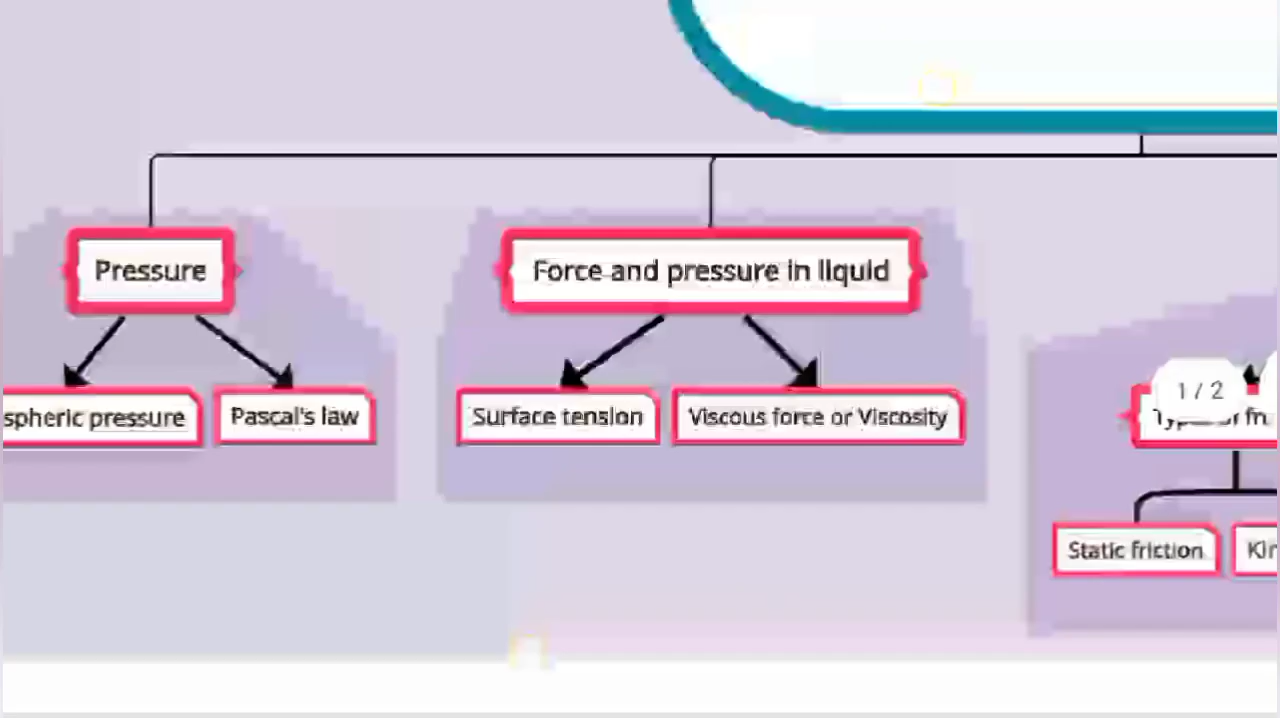 Pressure
Force and pressure in liquid
spheric pressure
Pascal's law
Surface tension
Viscous force or Viscosity
1 / 2
Static friction